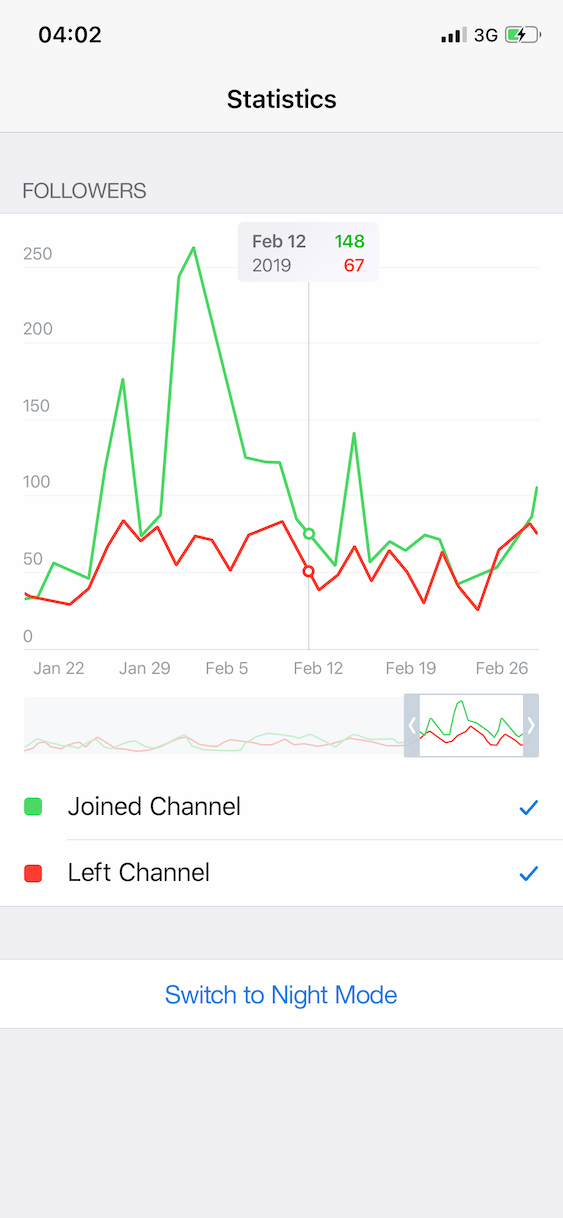 04:02
3G
Statistics
FOLLOWERS
Feb 12 148
2019 67
250
200
150
100
50
0
Jan 22 Jan 29 Feb 5 Feb 12 Feb 19 Feb 26
Joined Channel
Left Channel
Switch to Night Mode